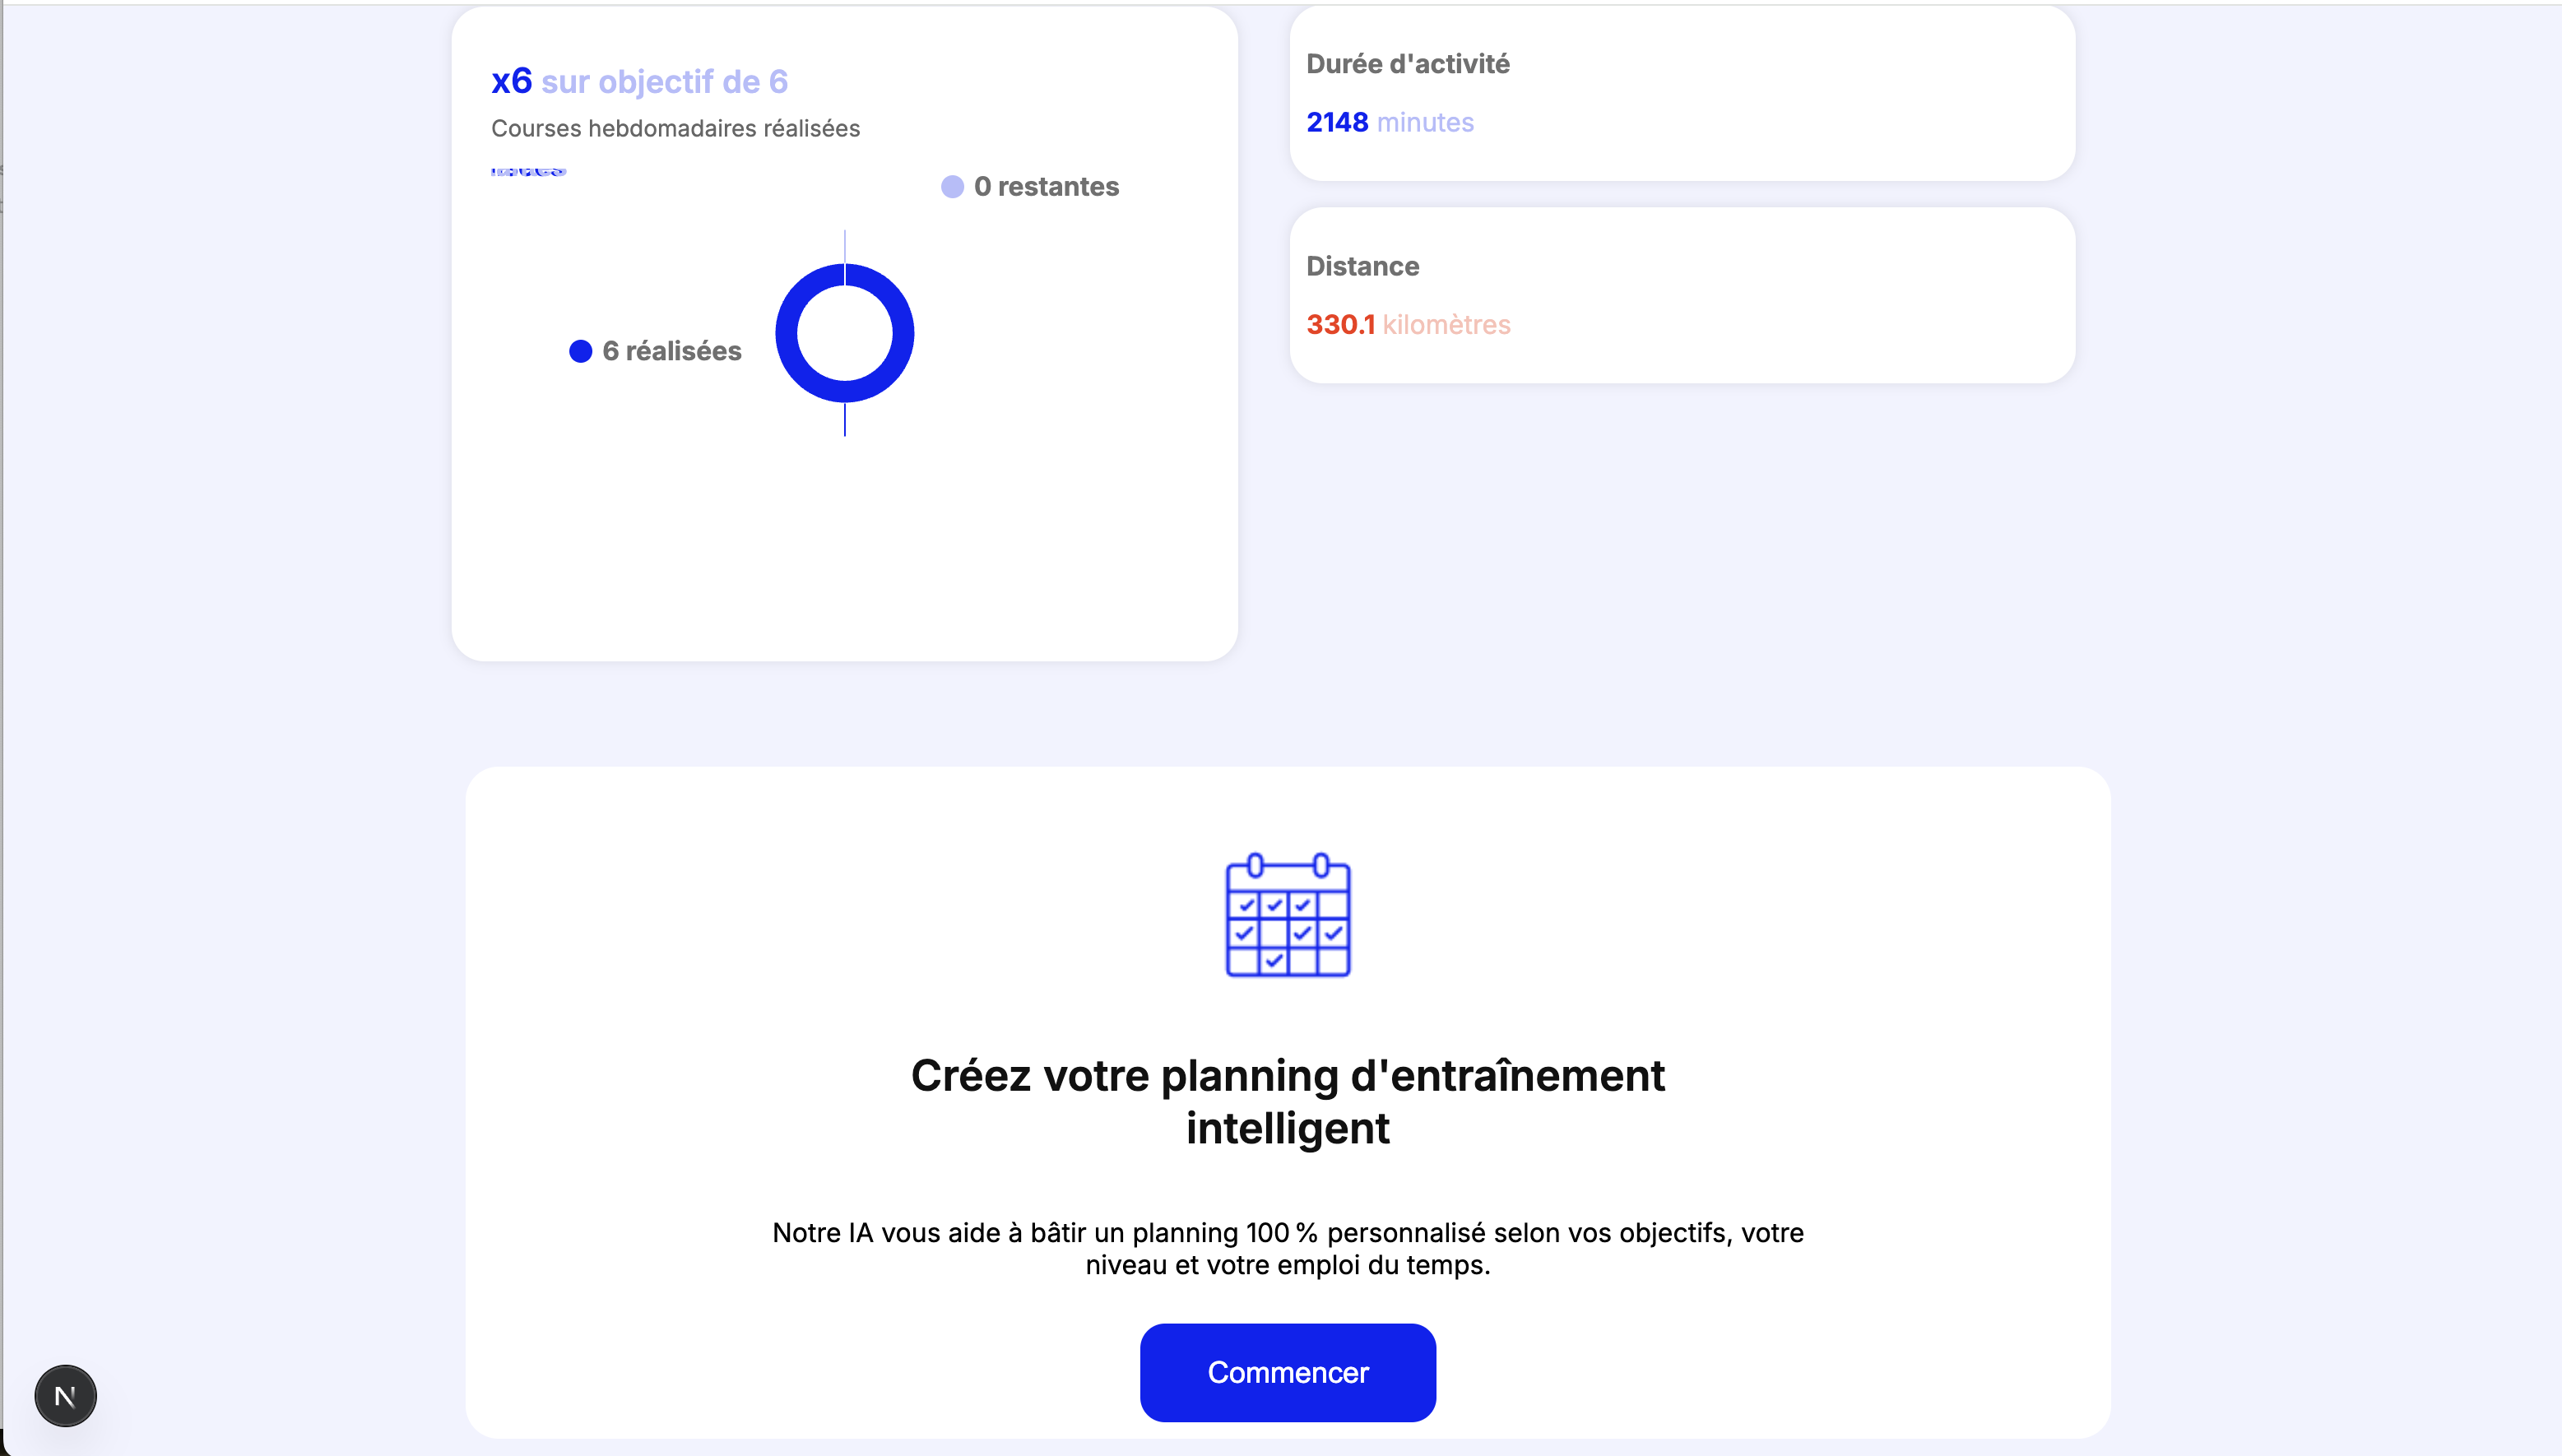 x6 sur objectif de 6
Courses hebdomadaires réalisées
0 restantes
6 réalisées
Durée d'activité
2148 minutes
Distance
330.1 kilomètres
Créez votre planning d'entraînement
intelligent
Notre IA vous aide à bâtir un planning 100 % personnalisé selon vos objectifs, votre
niveau et votre emploi du temps.
Commencer
N